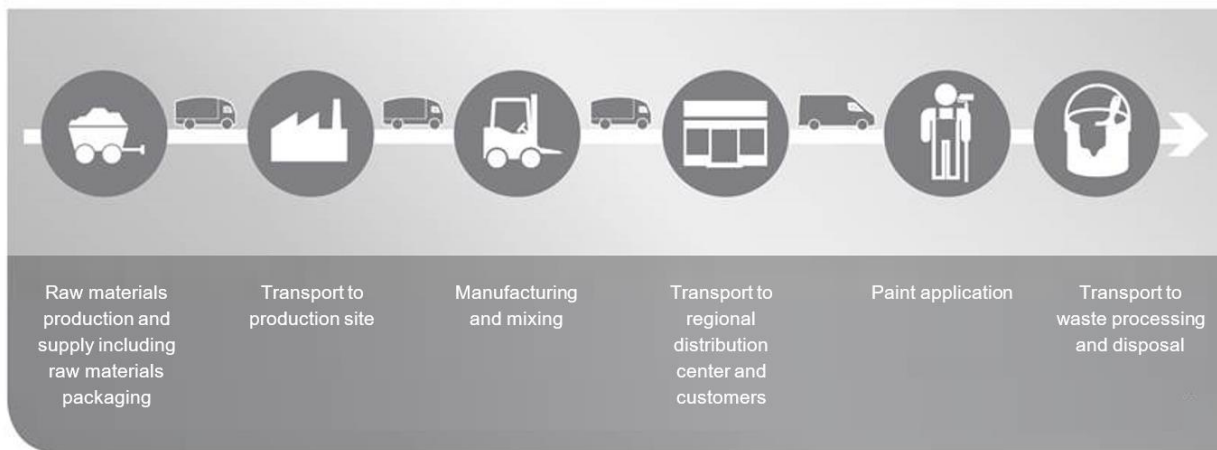 Raw materials
production and
supply including
raw materials
packaging
Transport to
production site
Manufacturing
and mixing
Transport to
regional
distribution
center and
customers
Paint application
Transport to
waste processing
and disposal